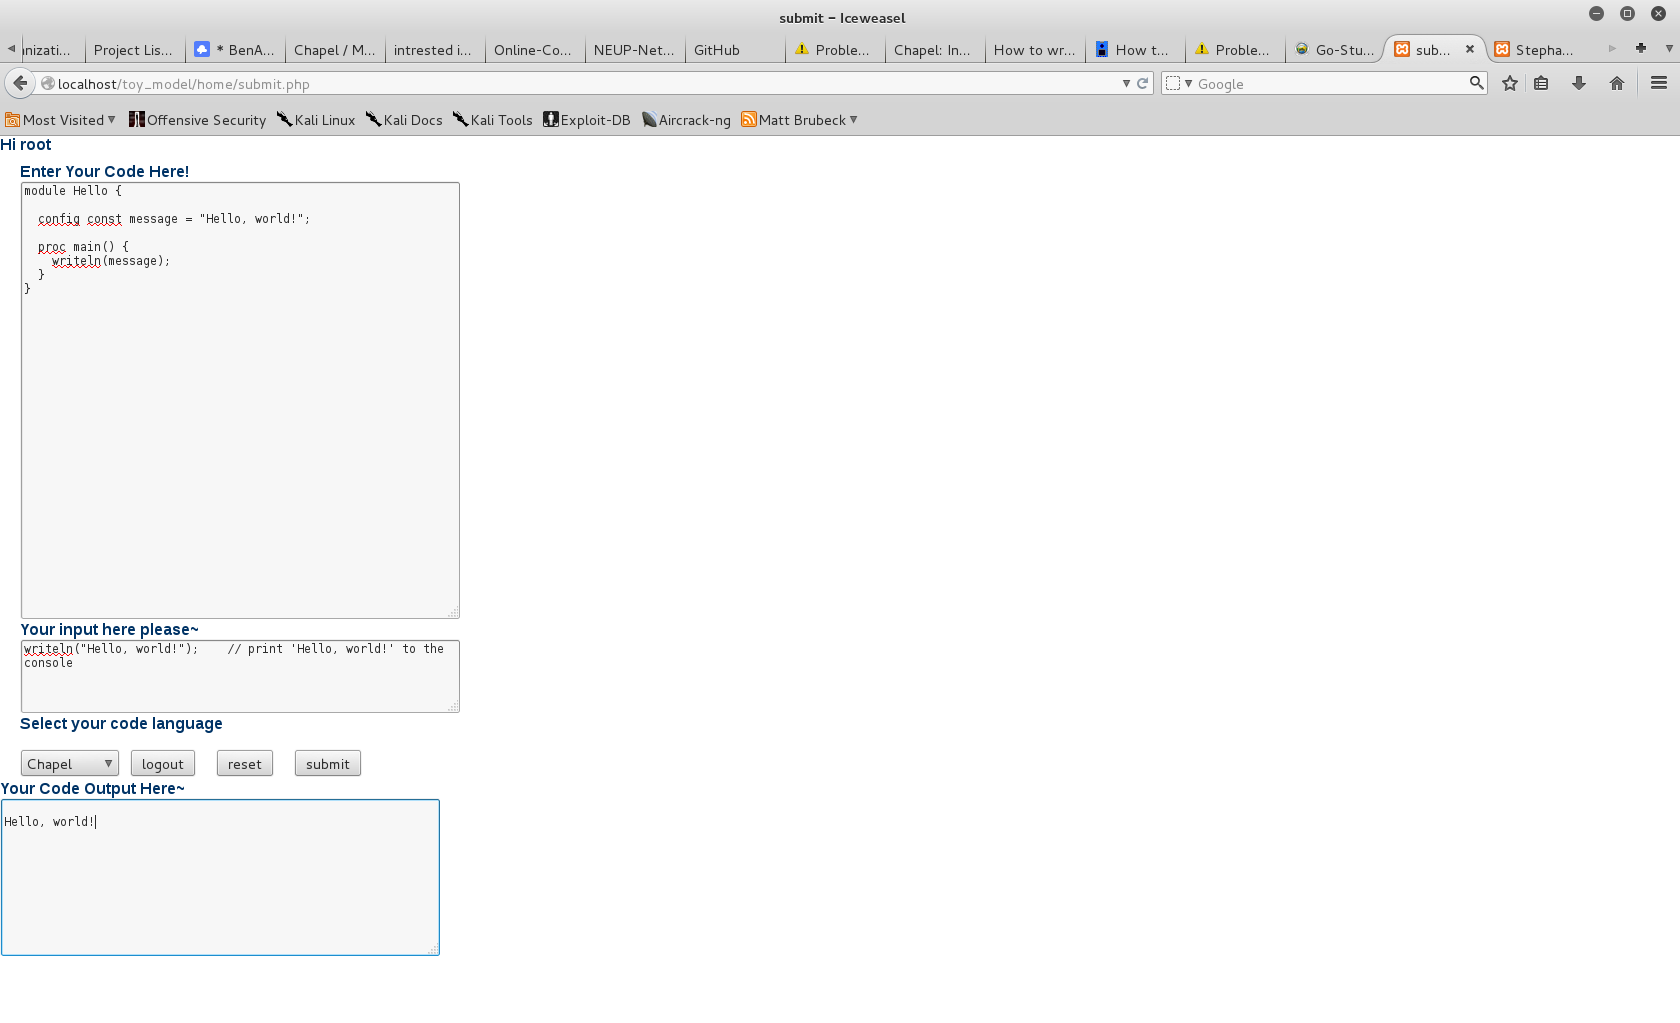 submit – Iceweasel
nizati... Project Lis... * BenA... Chapel / M... intrested i... Online-Co... NEUP-Net... GitHub Proble... Chapel: In... How to wr... How t... Proble... Go-Stu... sub... Stepha...
localhost/toy_model/home/submit.php Google
Most Visited Offensive Security Kali Linux Kali Docs Kali Tools Exploit-DB Aircrack-ng Matt Brubeck
Hi root
Enter Your Code Here!
module Hello {
config const message = "Hello, world!";
proc main() {
writeln(message);
}
}
Your input here please~
writeln("Hello, world!");    // print 'Hello, world!' to the
console
Select your code language
Chapel logout reset submit
Your Code Output Here~
Hello, world!